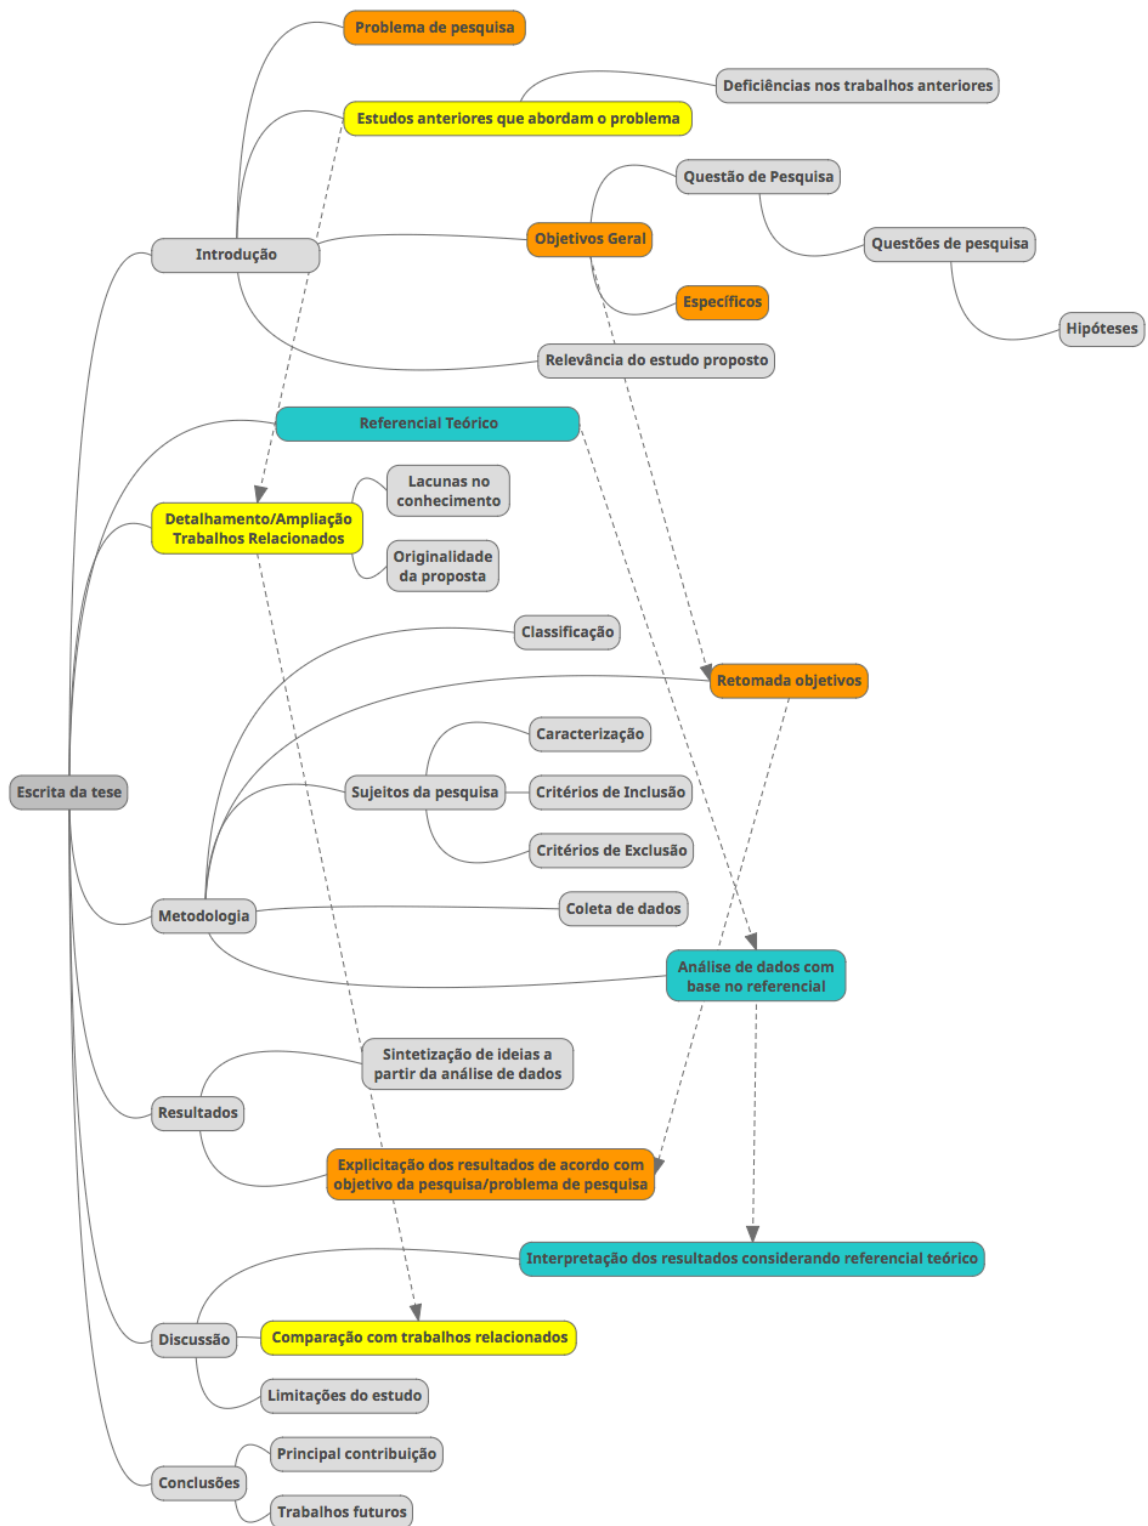 Problema de pesquisa
Deficiências nos trabalhos anteriores
Estudos anteriores que abordam o problema
Questão de Pesquisa
Objetivos Geral
Questões de pesquisa
Introdução
Específicos
Hipóteses
Relevância do estudo proposto
Referencial Teórico
Lacunas no
conhecimento
Detalhamento/Ampliação
Trabalhos Relacionados
Originalidade
da proposta
Classificação
Retomada objetivos
Caracterização
Escrita da tese
Sujeitos da pesquisa
Critérios de Inclusão
Critérios de Exclusão
Metodologia
Coleta de dados
Análise de dados com
base no referencial
Sintetização de ideias a
partir da análise de dados
Resultados
Explicitação dos resultados de acordo com
objetivo da pesquisa/problema de pesquisa
Interpretação dos resultados considerando referencial teórico
Discussão
Comparação com trabalhos relacionados
Limitações do estudo
Principal contribuição
Conclusões
Trabalhos futuros